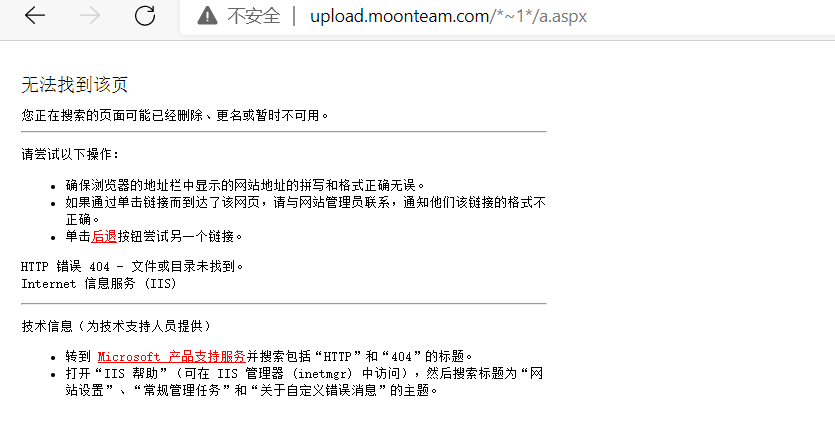 不安全 | upload.moonteam.com/*~1*/a.aspx
无法找到该页
您正在搜索的页面可能已经删除、更名或暂时不可用。
请尝试以下操作：
• 确保浏览器的地址栏中显示的网站地址的拼写和格式正确无误。
• 如果通过单击链接而到达了该网页，请与网站管理员联系，通知他们该链接的格式不
正确。
• 单击后退按钮尝试另一个链接。
HTTP 错误 404 - 文件或目录未找到。
Internet 信息服务 (IIS)
技术信息（为技术支持人员提供）
• 转到 Microsoft 产品支持服务并搜索包括“HTTP”和“404”的标题。
• 打开“IIS 帮助”（可在 IIS 管理器 (inetmgr) 中访问），然后搜索标题为“网
站设置”、“常规管理任务”和“关于自定义错误消息”的主题。